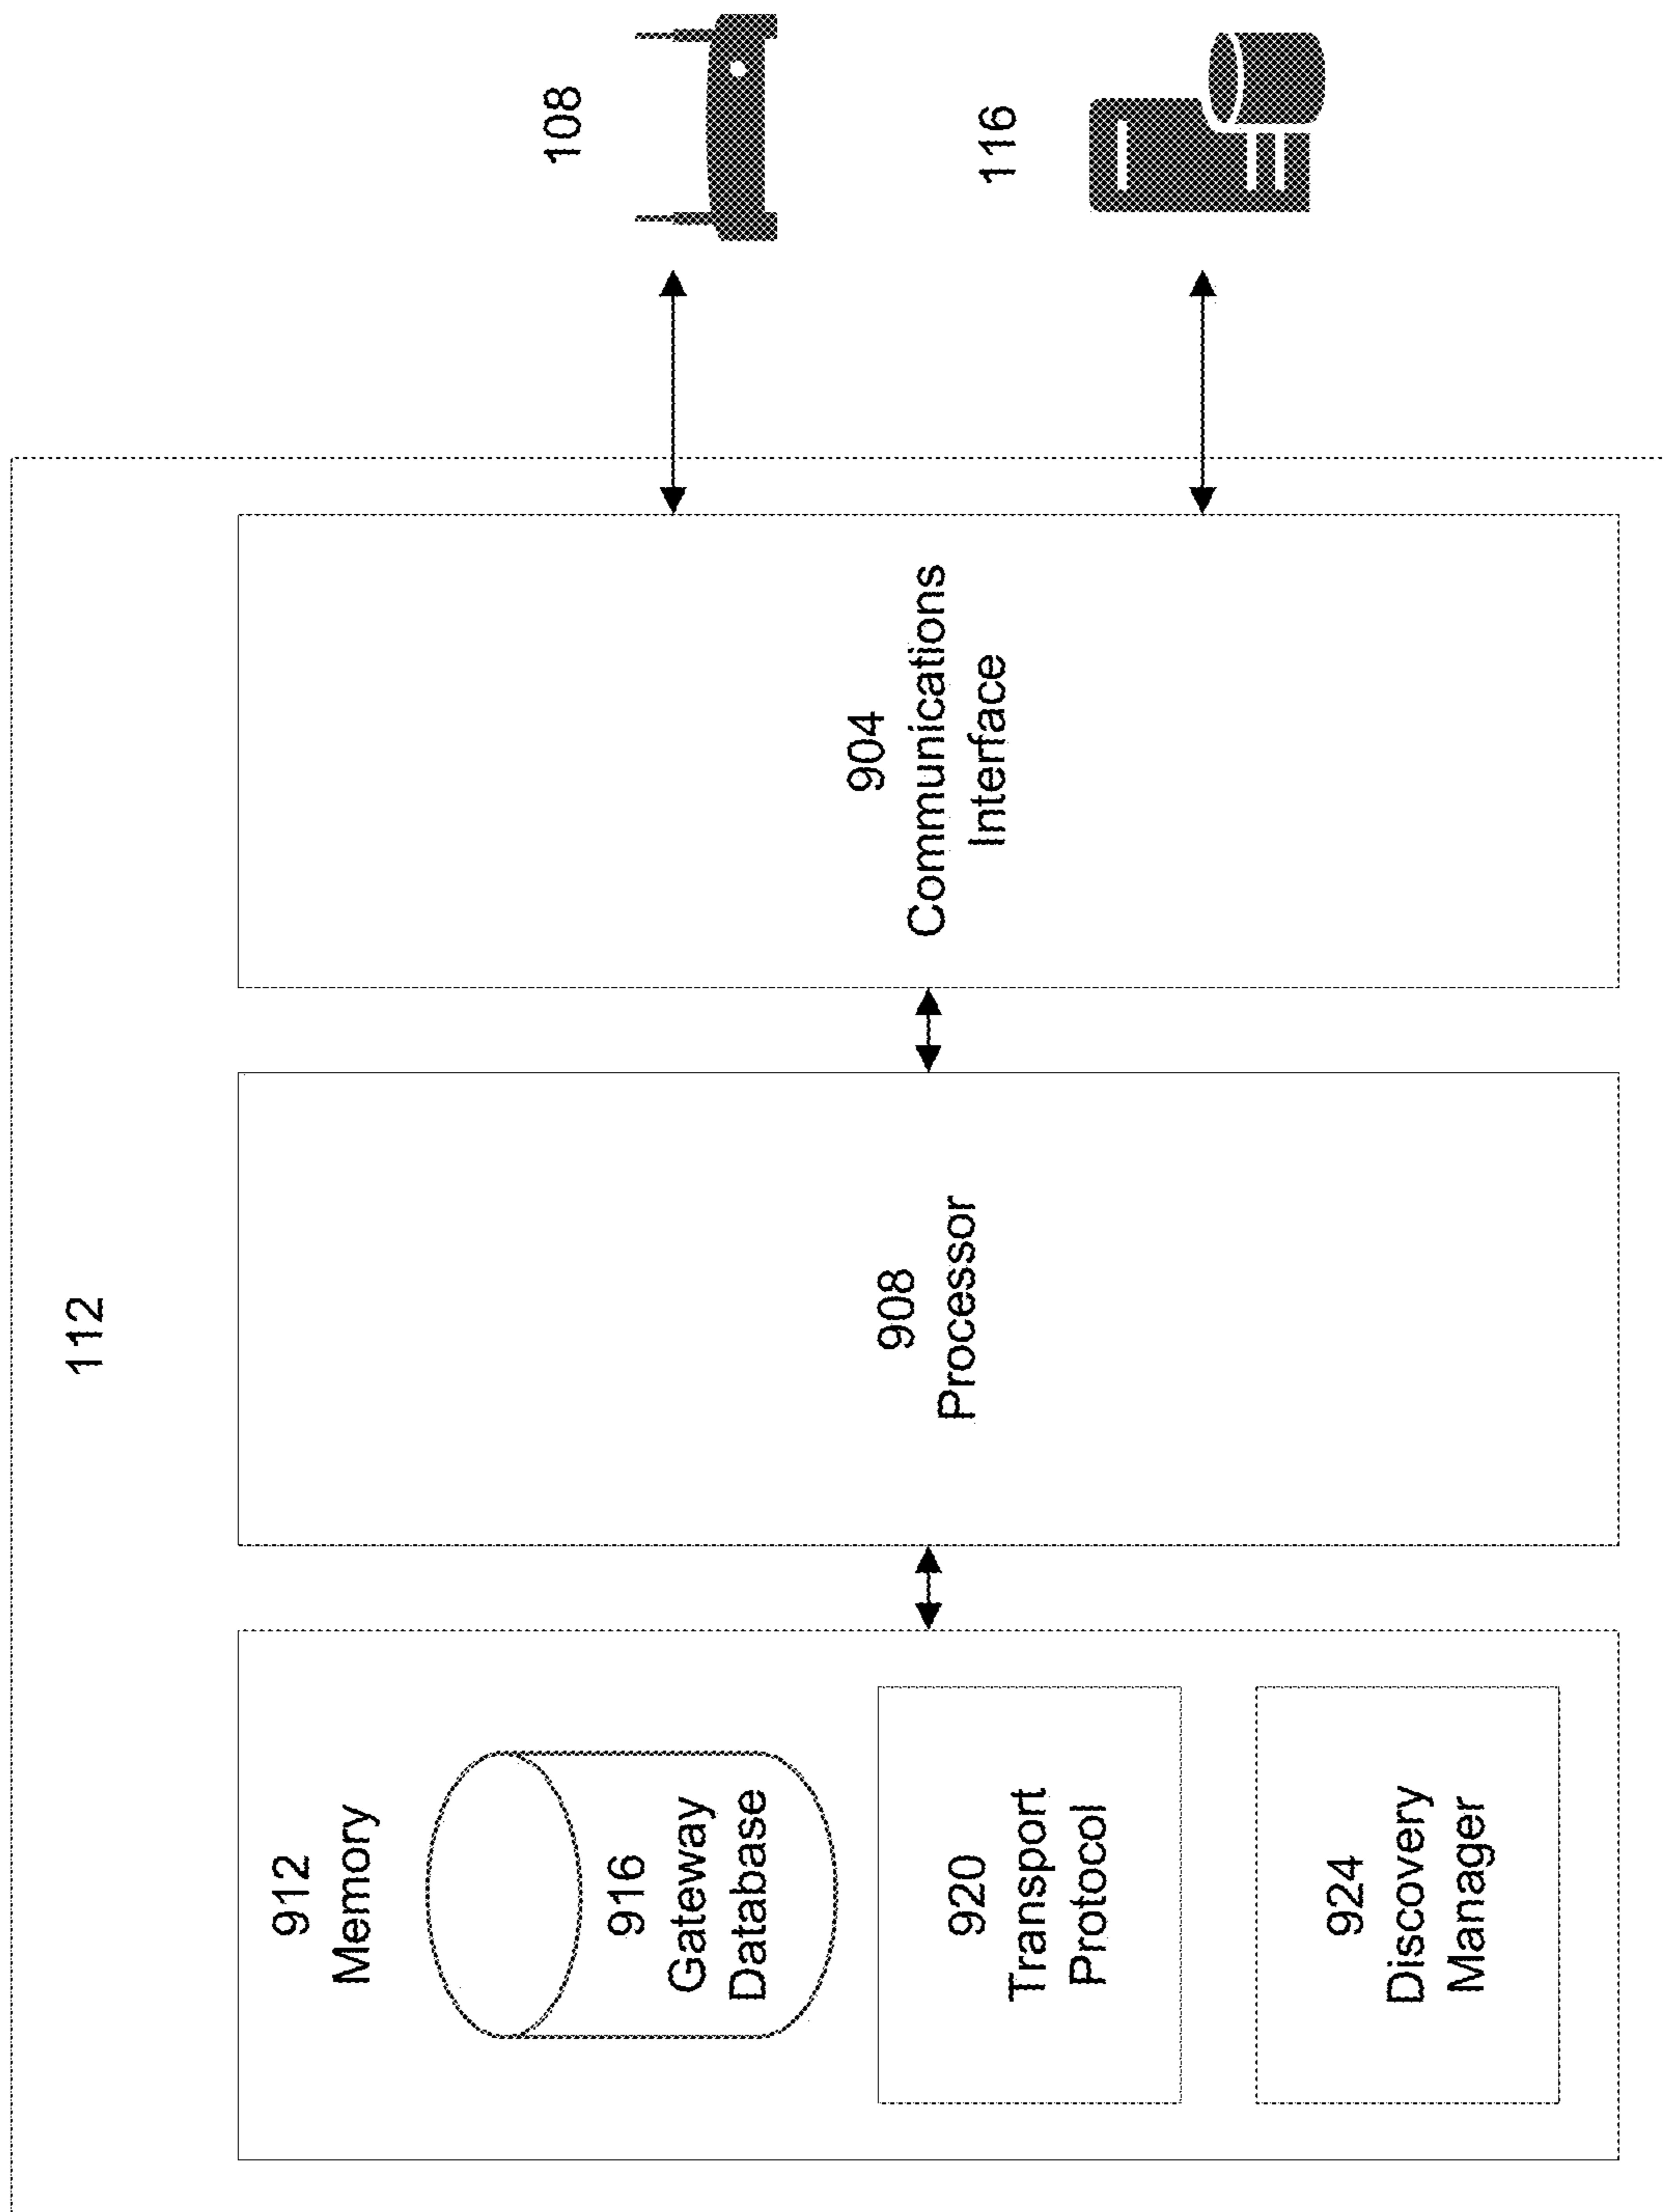 112
912
Memory
916
Gateway
Database
920
Transport
Protocol
924
Discovery
Manager
908
Processor
904
Communications
Interface
108
116